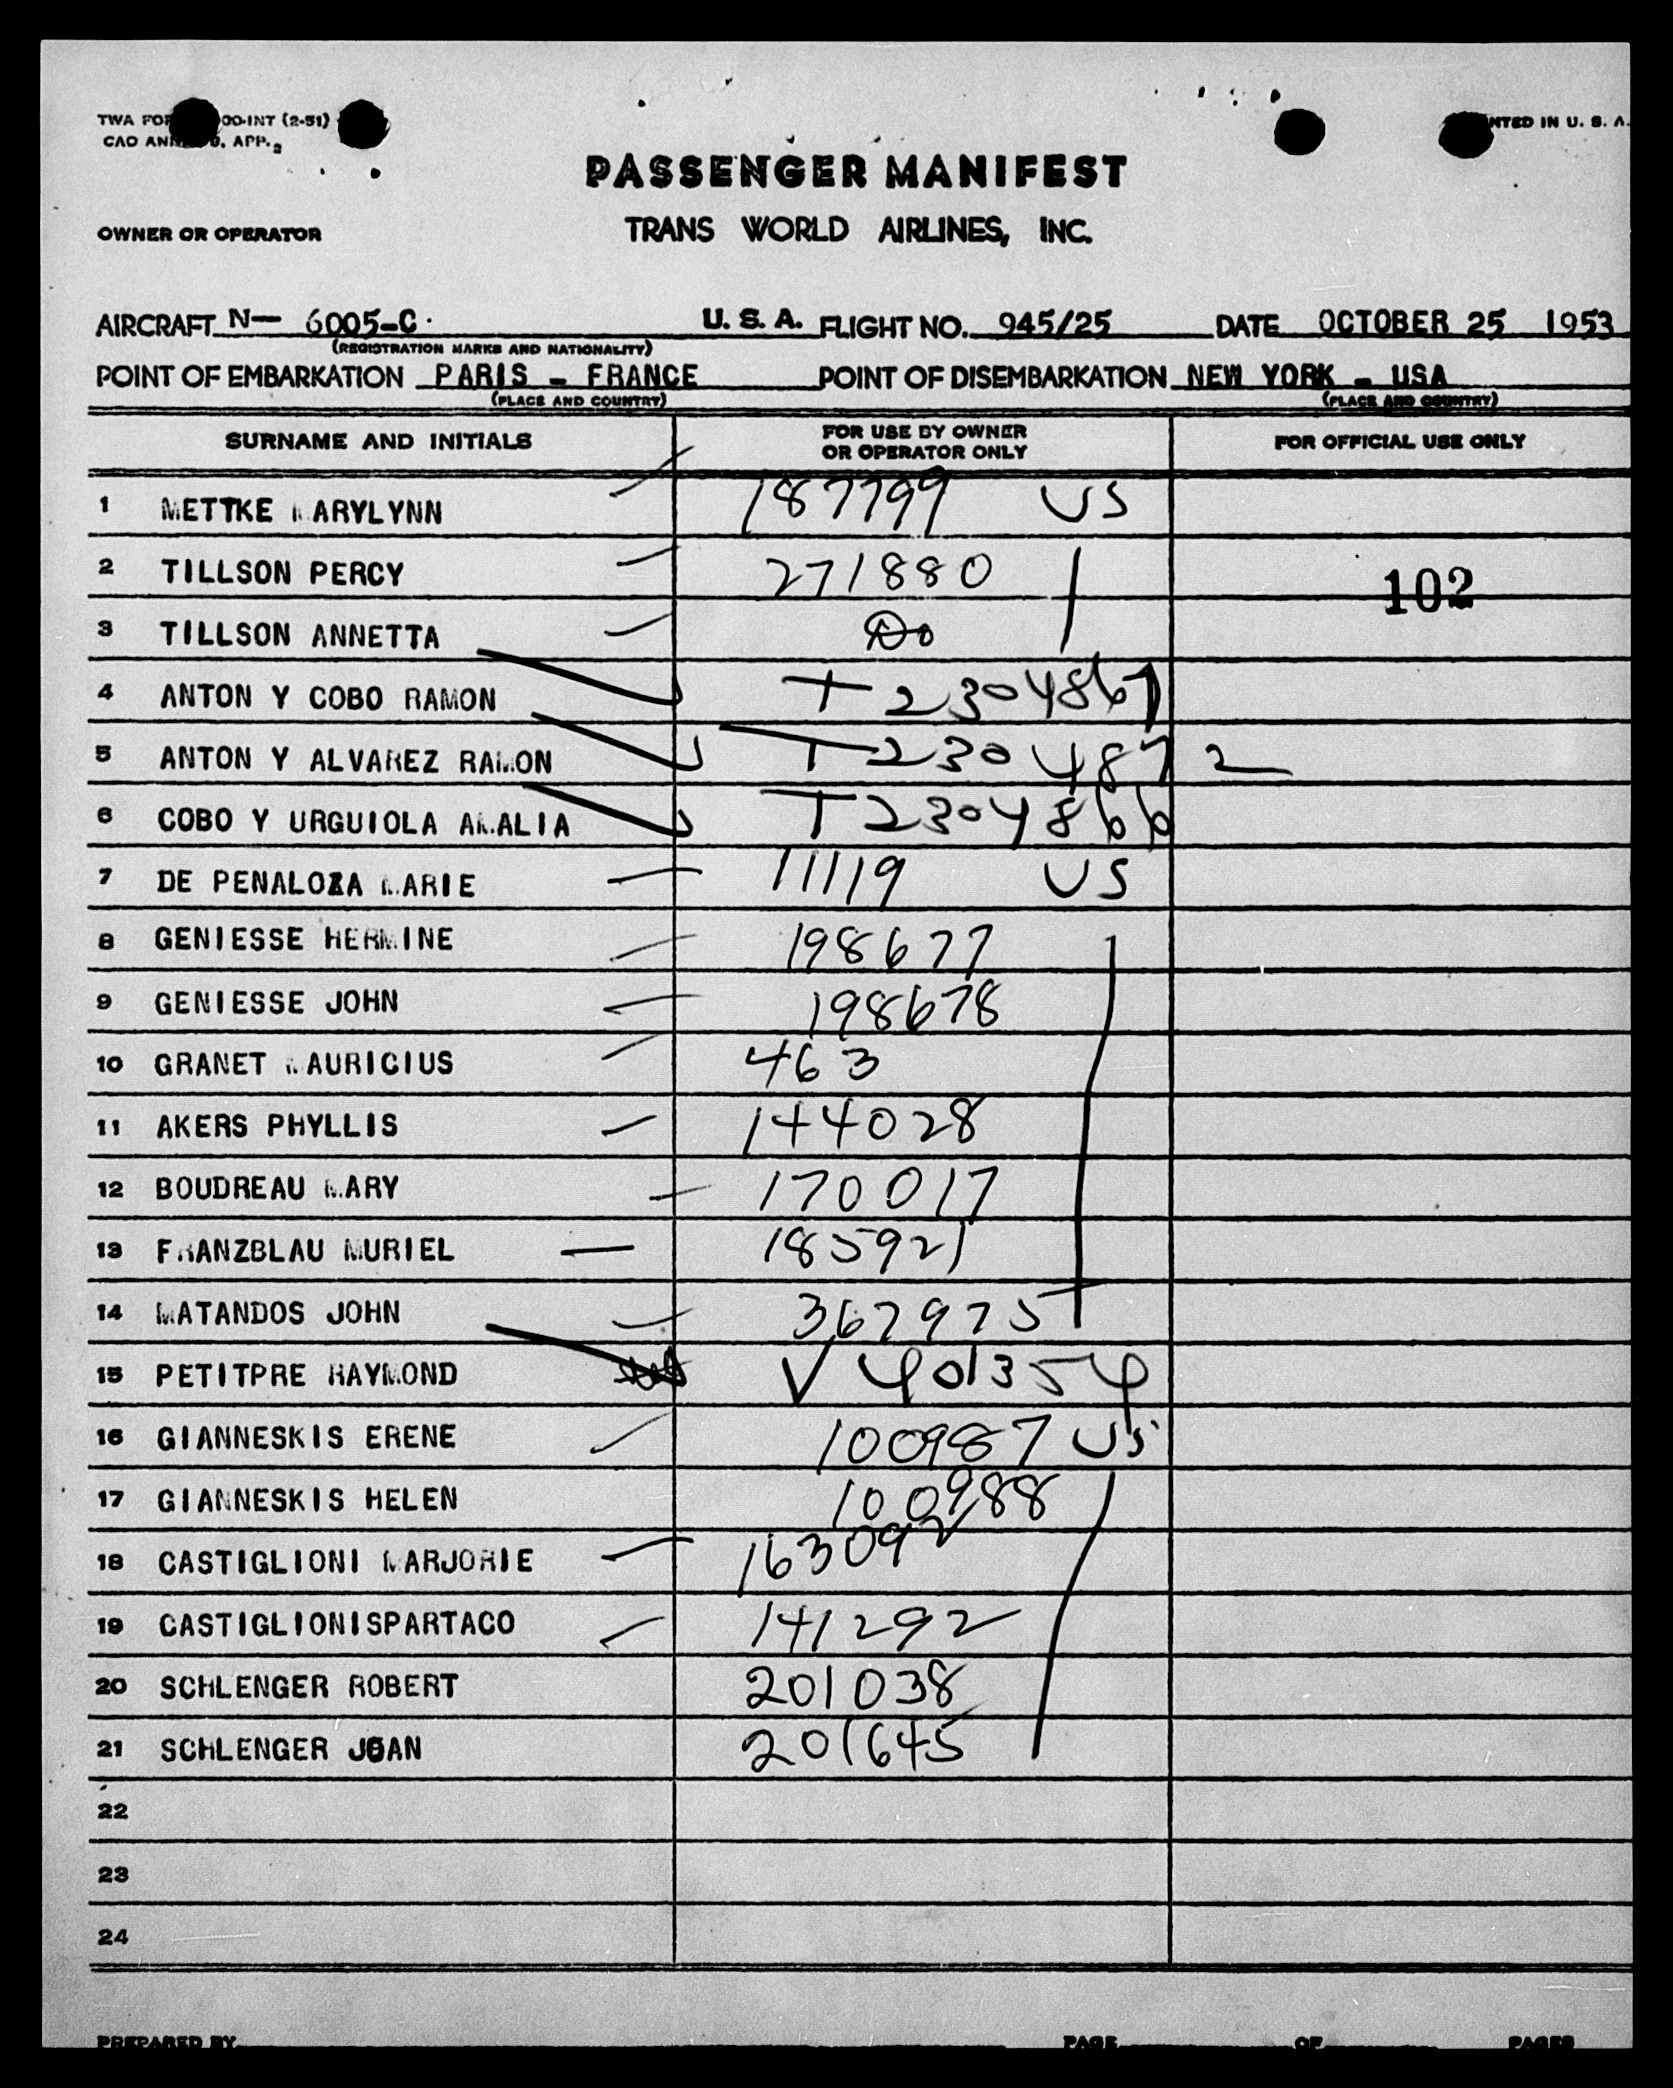 TWA FOR 00-INT (2-51)
CAO ANN 9, APP. 2
NTED IN U. S. A.
PASSENGER MANIFEST
OWNER OR OPERATOR TRANS WORLD AIRLINES, INC.
AIRCRAFT N— 6005-C. U. S. A. FLIGHT NO. 945/25 DATE OCTOBER 25 1953
(REGISTRATION MARKS AND NATIONALITY)
POINT OF EMBARKATION PARIS - FRANCE POINT OF DISEMBARKATION NEW YORK - USA
(PLACE AND COUNTRY) (PLACE AND COUNTRY)
SURNAME AND INITIALS FOR USE BY OWNER OR OPERATOR ONLY FOR OFFICIAL USE ONLY
1 METTKE MARYLYNN 187799 US
2 TILLSON PERCY 271880
102
3 TILLSON ANNETTA Do
4 ANTON Y COBO RAMON T 2304867
5 ANTON Y ALVAREZ RAMON T 2304872
6 COBO Y URGUIOLA AMALIA T 2304866
7 DE PENALOZA MARIE 11119 US
8 GENIESSE HERMINE 198677
9 GENIESSE JOHN 198678
10 GRANET MAURICIUS 463
11 AKERS PHYLLIS 144028
12 BOUDREAU MARY 170017
13 FRANZBLAU MURIEL 185921
14 MATANDOS JOHN 367975
15 PETITPRE RAYMOND V 401354
16 GIANNESKIS ERENE 100987 US
17 GIANNESKIS HELEN 100988
18 CASTIGLIONI MARJORIE 163092
19 CASTIGLIONISPARTACO 141292
20 SCHLENGER ROBERT 201038
21 SCHLENGER JOAN 201645
22
23
24
PREPARED BY PAGE OF PAGES